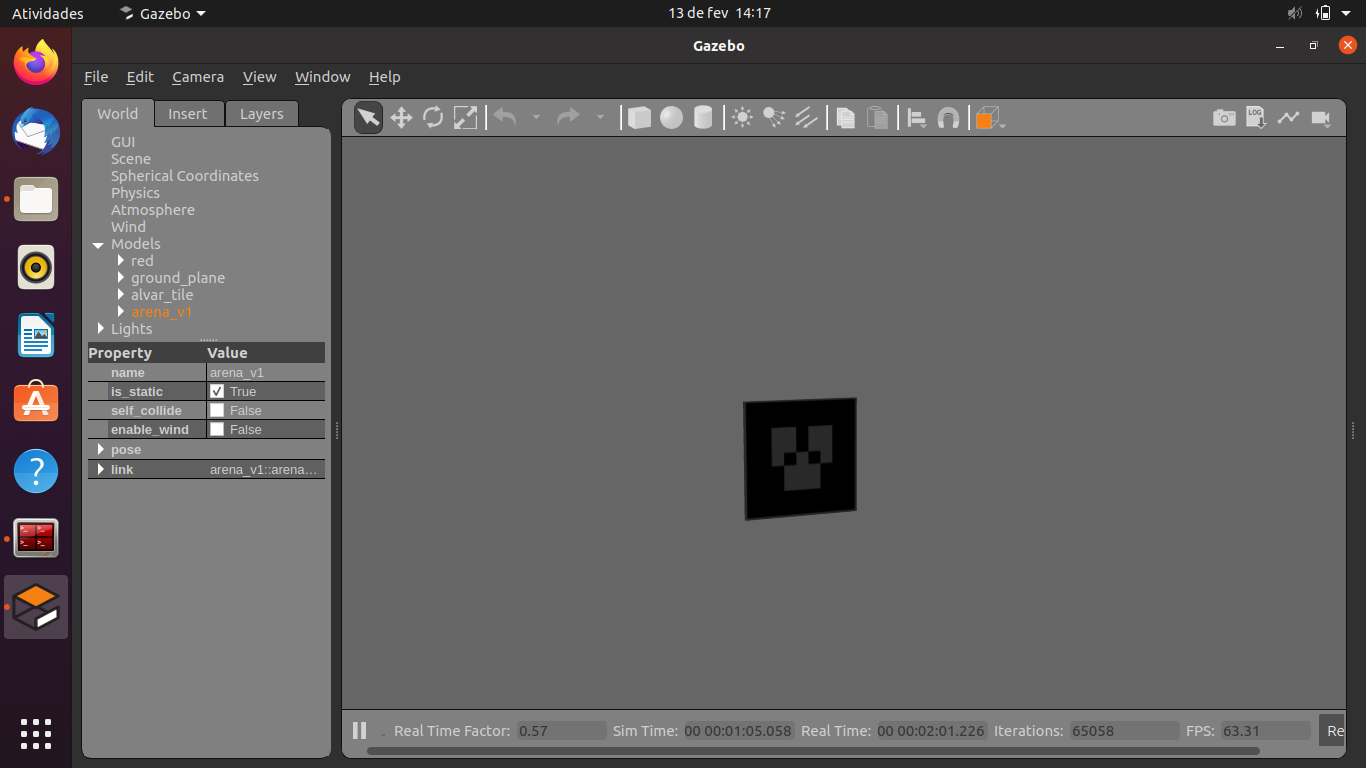 Atividades Gazebo 13 de fev 14:17
Gazebo
File Edit Camera View Window Help
World Insert Layers
GUI
Scene
Spherical Coordinates
Physics
Atmosphere
Wind
Models
red
ground_plane
alvar_tile
arena_v1
Lights
Property Value
name arena_v1
is_static True
self_collide False
enable_wind False
pose
link arena_v1::arena...
LOG
Real Time Factor: 0.57 Sim Time: 00 00:01:05.058 Real Time: 00 00:02:01.226 Iterations: 65058 FPS: 63.31 Re